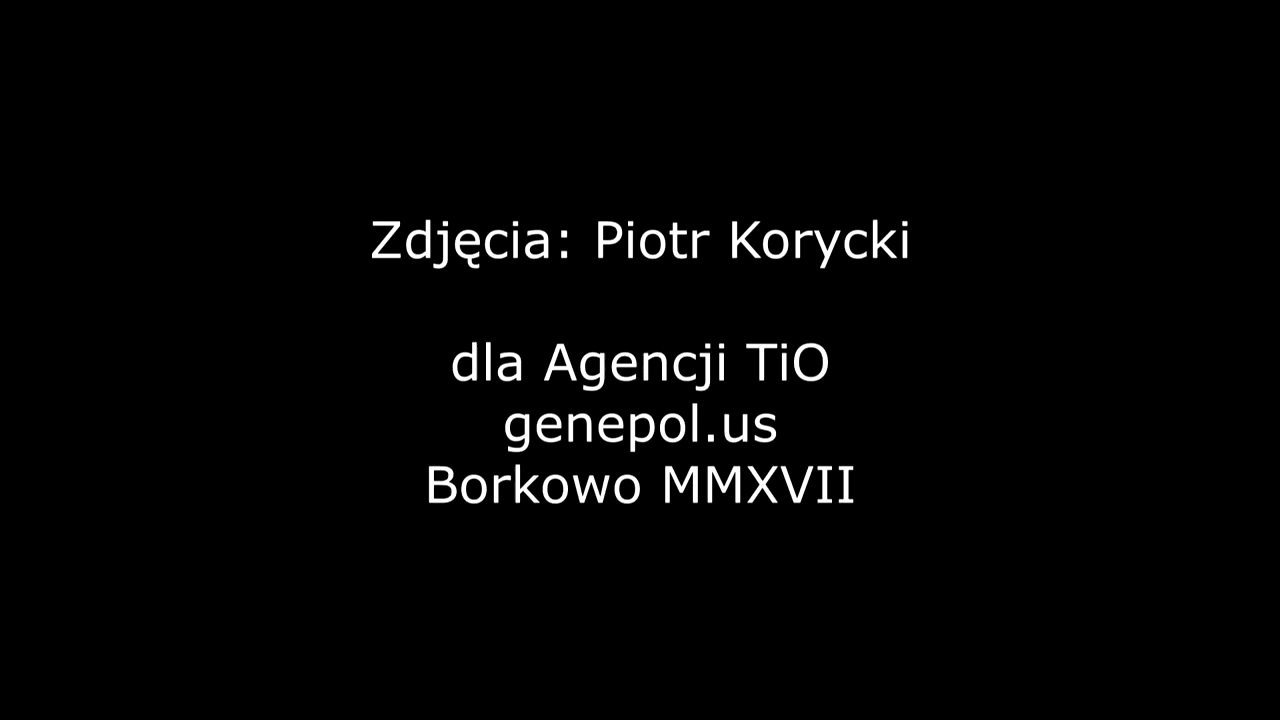 Zdjęcia: Piotr Korycki
dla Agencji TiO
genepol.us
Borkowo MMXVII